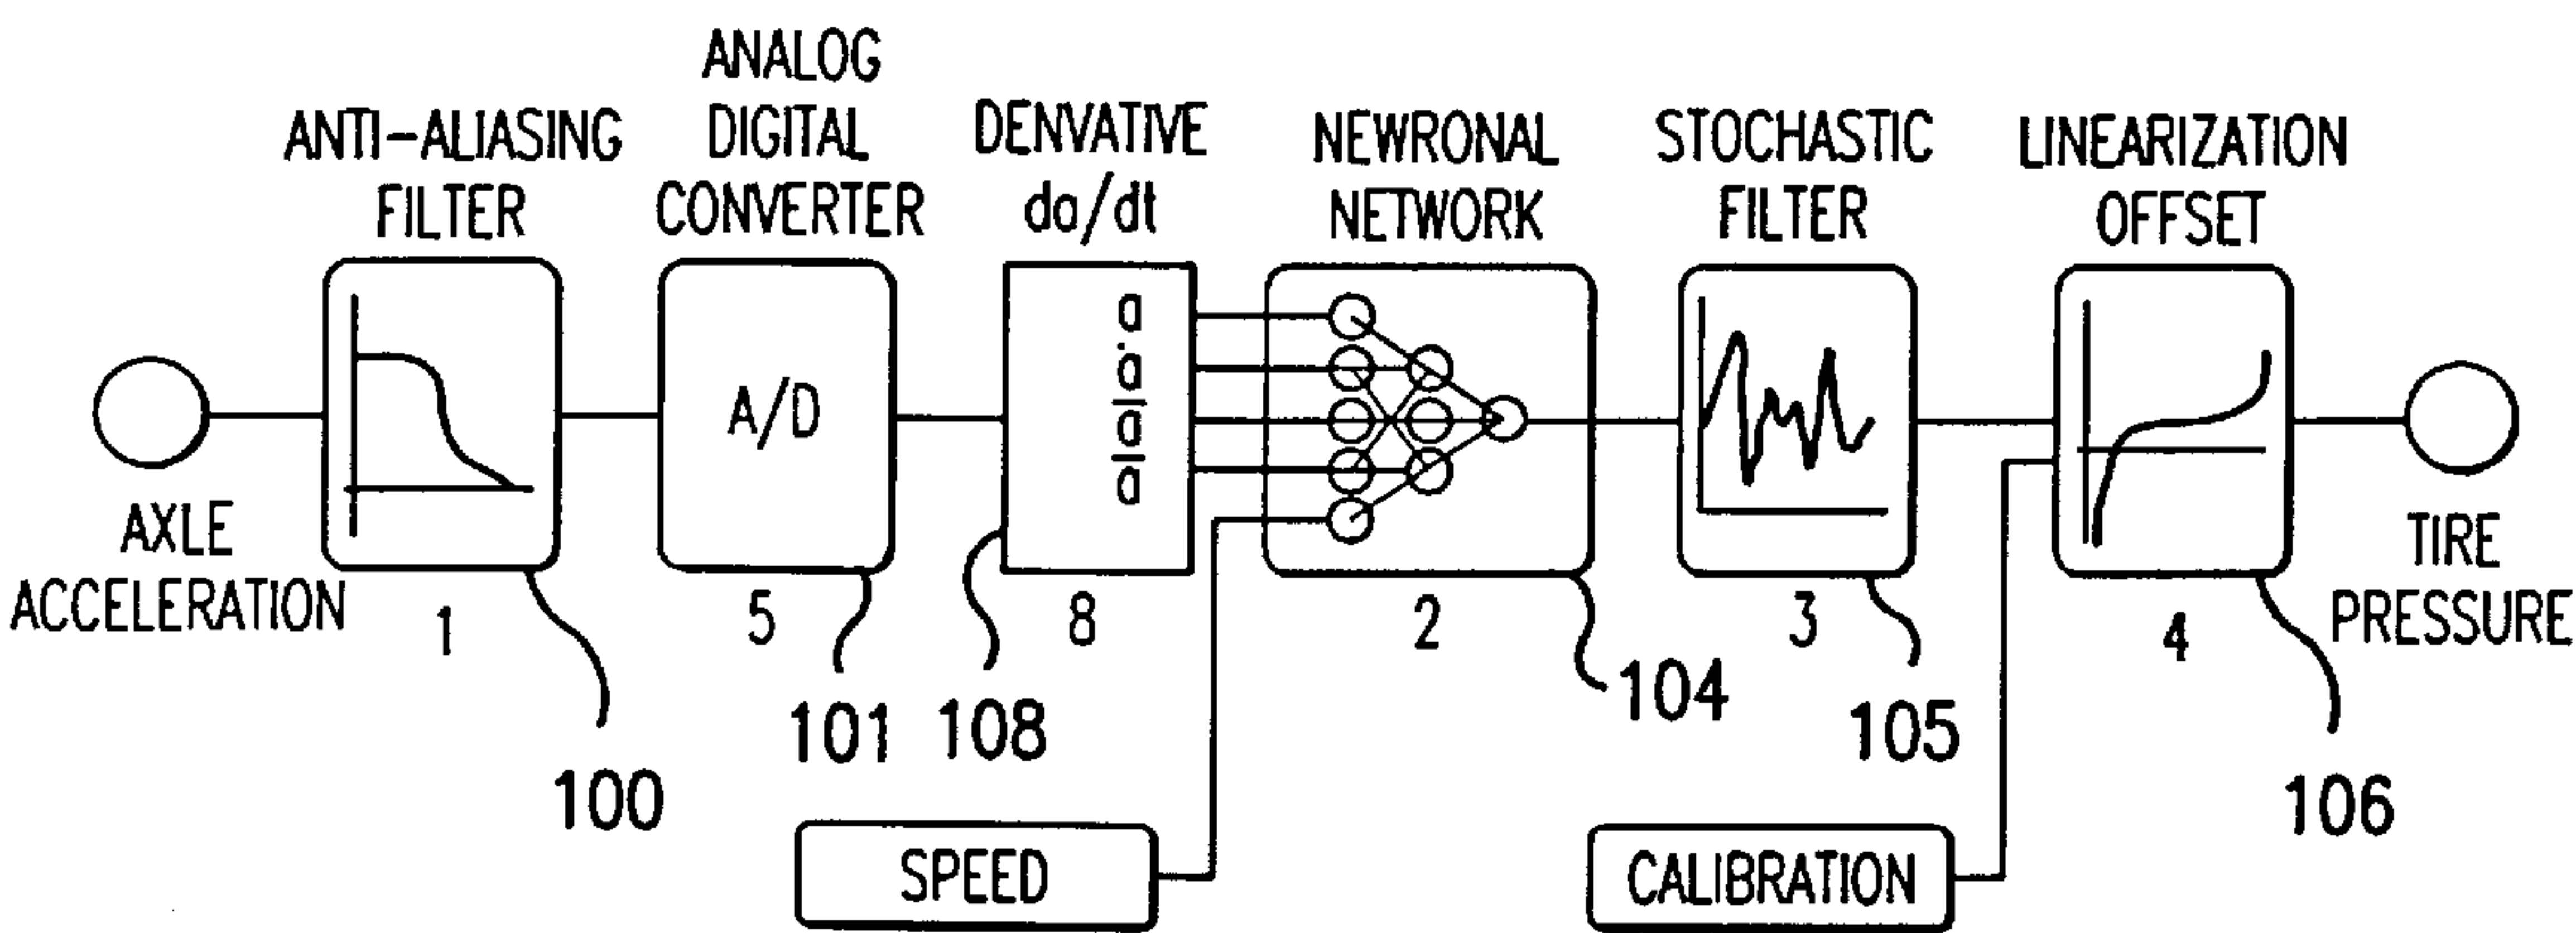 ANTI-ALIASING
FILTER
ANALOG
DIGITAL
CONVERTER
DENVATIVE
da/dt
NEWRONAL
NETWORK
STOCHASTIC
FILTER
LINEARIZATION
OFFSET
A/D
AXLE
ACCELERATION
TIRE
PRESSURE
1
5
8
2
3
4
100
101
108
104
105
106
SPEED
CALIBRATION